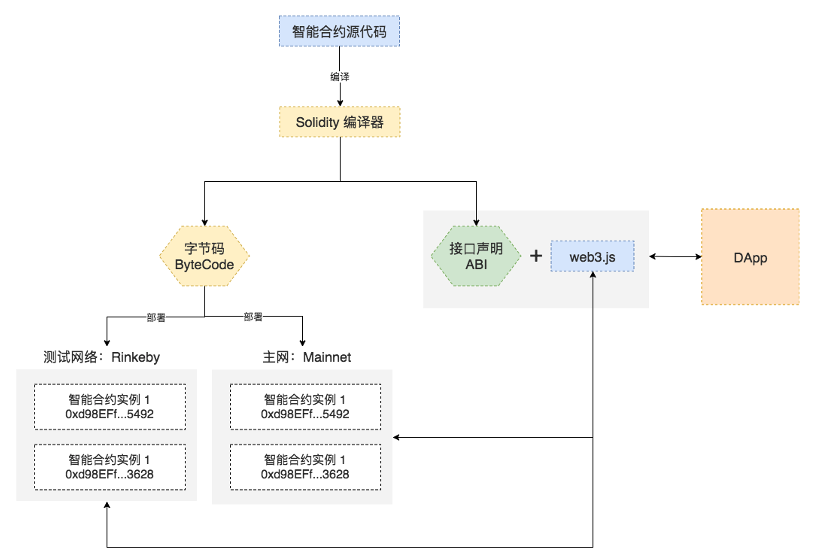 智能合约源代码
编译
Solidity 编译器
字节码
ByteCode
接口声明
ABI
+
web3.js
DApp
部署
部署
测试网络：Rinkeby
主网：Mainnet
智能合约实例 1
0xd98EFf...5492
智能合约实例 1
0xd98EFf...5492
智能合约实例 1
0xd98EFf...3628
智能合约实例 1
0xd98EFf...3628